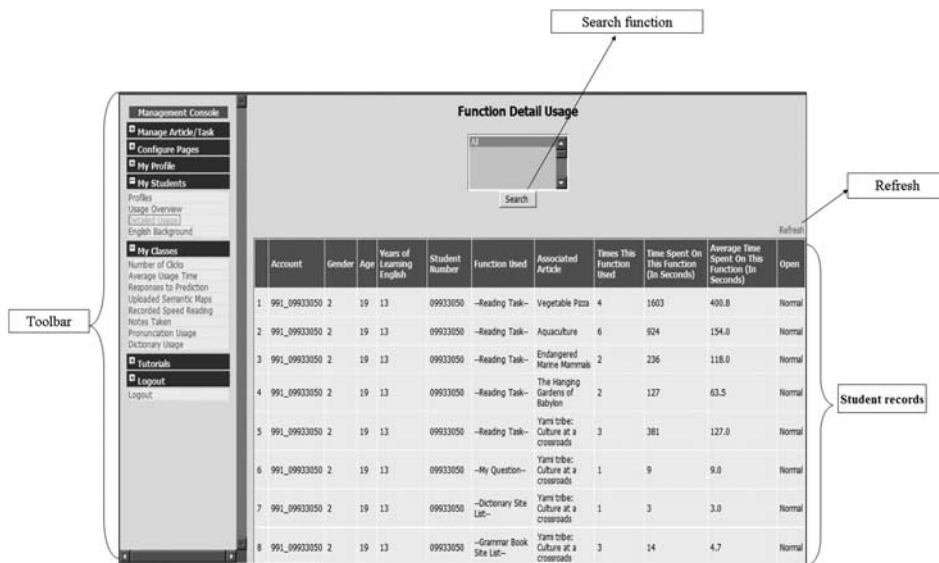 Search function
Management Console
Manage Article/Task
Configure Pages
My Profile
My Students
Profiles
Usage Overview
Detailed Usage
English Background
My Classes
Number of Clicks
Average Usage Time
Responses to Prediction
Uploaded Semantic Maps
Recorded Speed Reading
Notes Taken
Pronunciation Usage
Dictionary Usage
Tutorials
Logout
Logout
Toolbar
Function Detail Usage
All
Search
Refresh
Refresh
Account Gender Age Years of Learning English Student Number Function Used Associated Article Times This Function Used Time Spent On This Function (In Seconds) Average Time Spent On This Function (In Seconds) Open
1 991_09933050 2 19 13 09933050 --Reading Task-- Vegetable Pizza 4 1603 400.8 Normal
2 991_09933050 2 19 13 09933050 --Reading Task-- Aquaculture 6 924 154.0 Normal
3 991_09933050 2 19 13 09933050 --Reading Task-- Endangered Marine Mammals 2 236 118.0 Normal
4 991_09933050 2 19 13 09933050 --Reading Task-- The Hanging Gardens of Babylon 2 127 63.5 Normal
5 991_09933050 2 19 13 09933050 --Reading Task-- Yami tribe: Culture at a crossroads 3 381 127.0 Normal
6 991_09933050 2 19 13 09933050 --My Question-- Yami tribe: Culture at a crossroads 1 9 9.0 Normal
7 991_09933050 2 19 13 09933050 --Dictionary Site List-- Yami tribe: Culture at a crossroads 1 3 3.0 Normal
8 991_09933050 2 19 13 09933050 --Grammar Book Site List-- Yami tribe: Culture at a crossroads 3 14 4.7 Normal
Student records